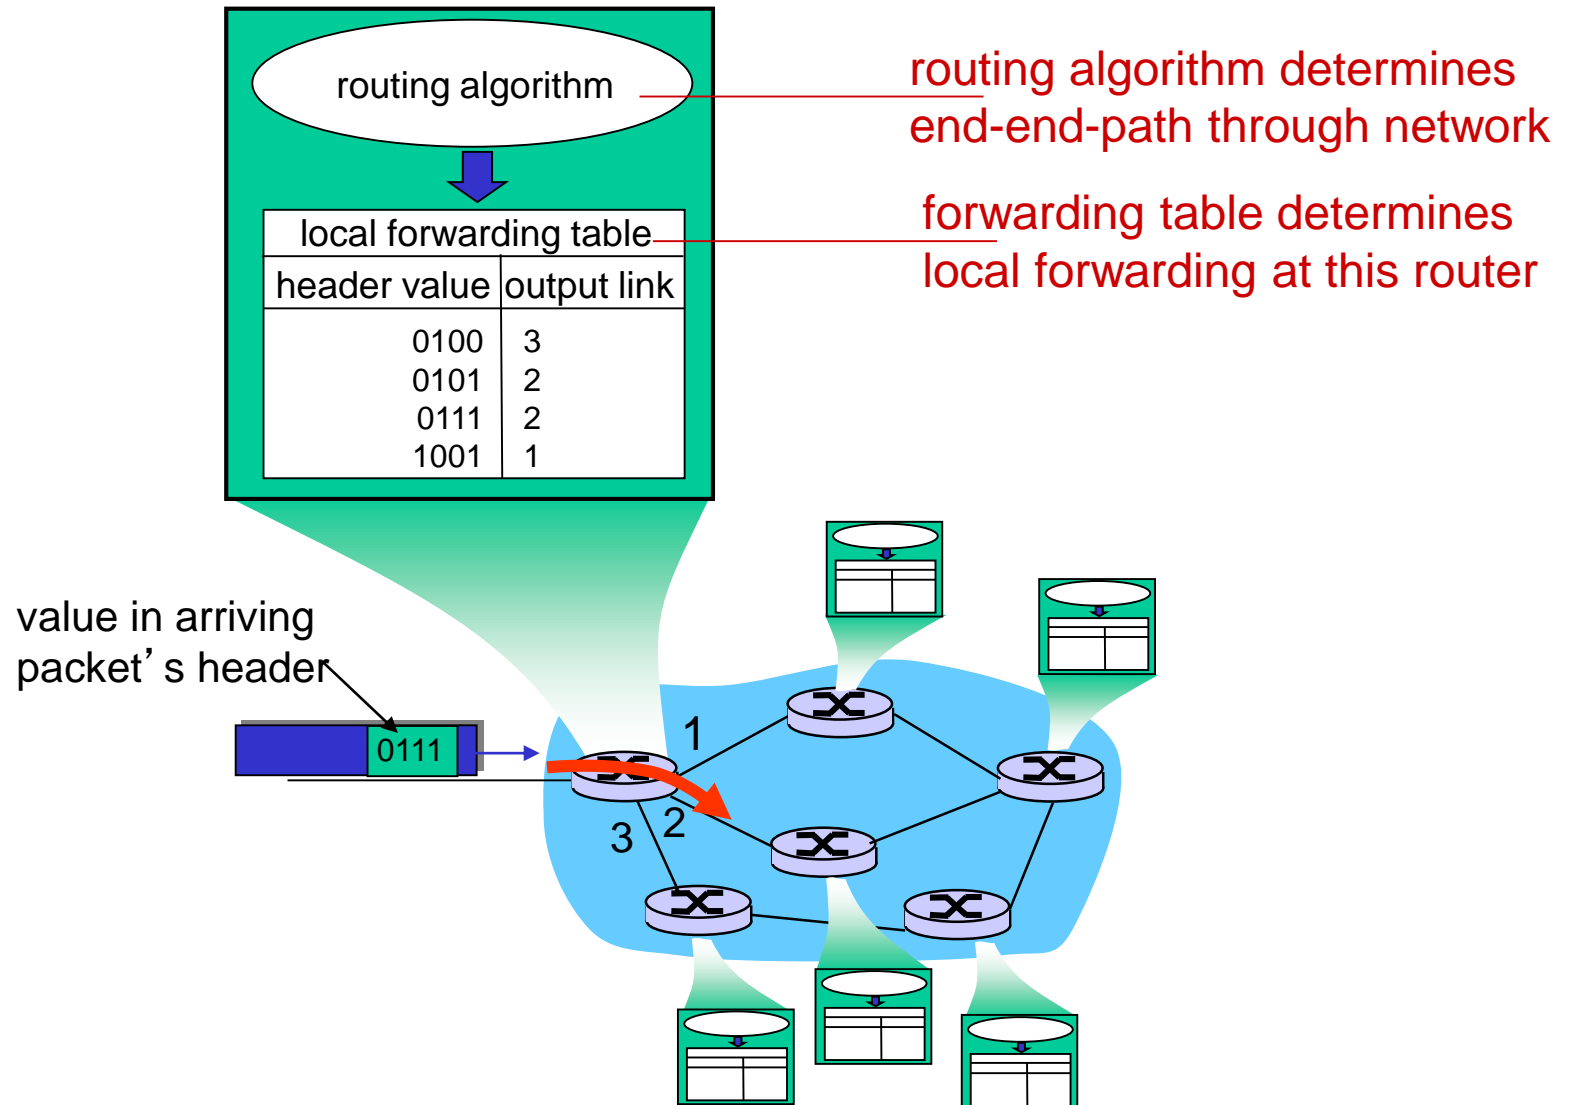 routing algorithm
routing algorithm determines
end-end-path through network
local forwarding table
forwarding table determines
local forwarding at this router
header value output link
0100 3
0101 2
0111 2
1001 1
value in arriving
packet’s header
0111
1
2
3